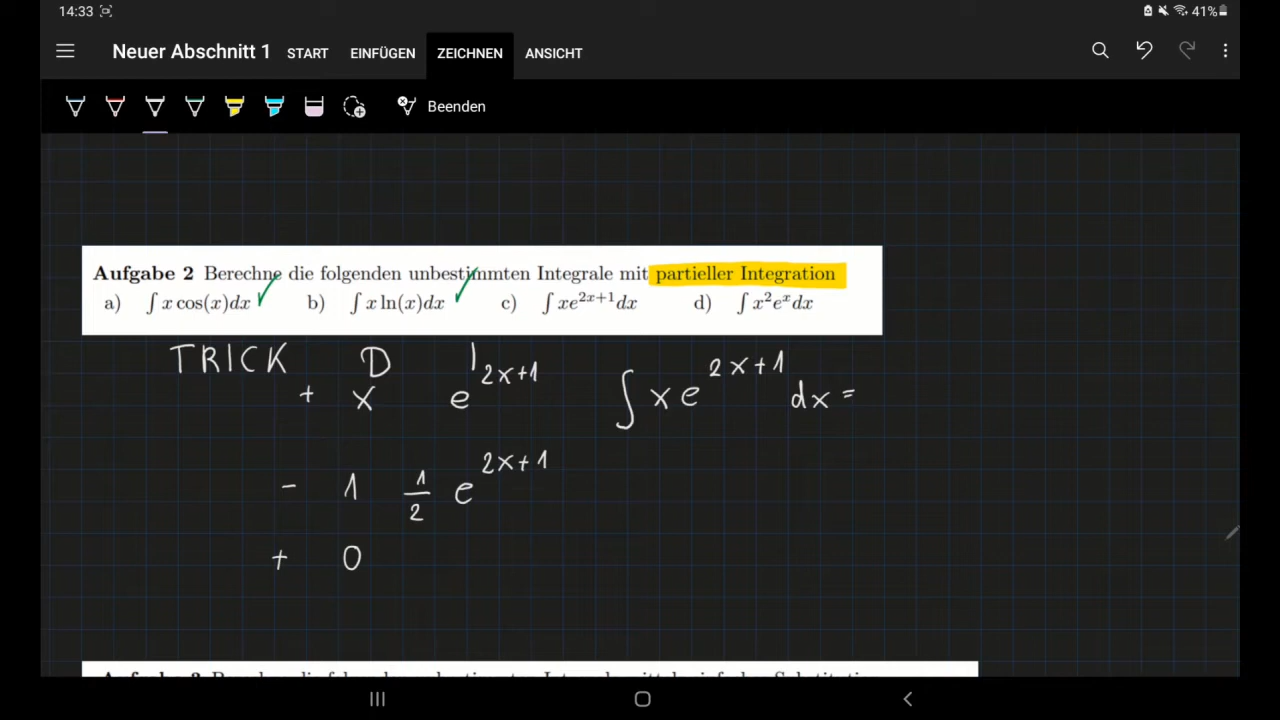 14:33 41%
Neuer Abschnitt 1 START EINFÜGEN ZEICHNEN ANSICHT
Beenden
Aufgabe 2 Berechne die folgenden unbestimmten Integrale mit partieller Integration
a) ∫ x cos(x)dx ✓ b) ∫ x ln(x)dx ✓ c) ∫ xe^{2x+1}dx d) ∫ x²e^x dx
TRICK D I
+ x e^{2x+1} ∫ x e^{2x+1} dx =
- 1 1/2 e^{2x+1}
+ 0